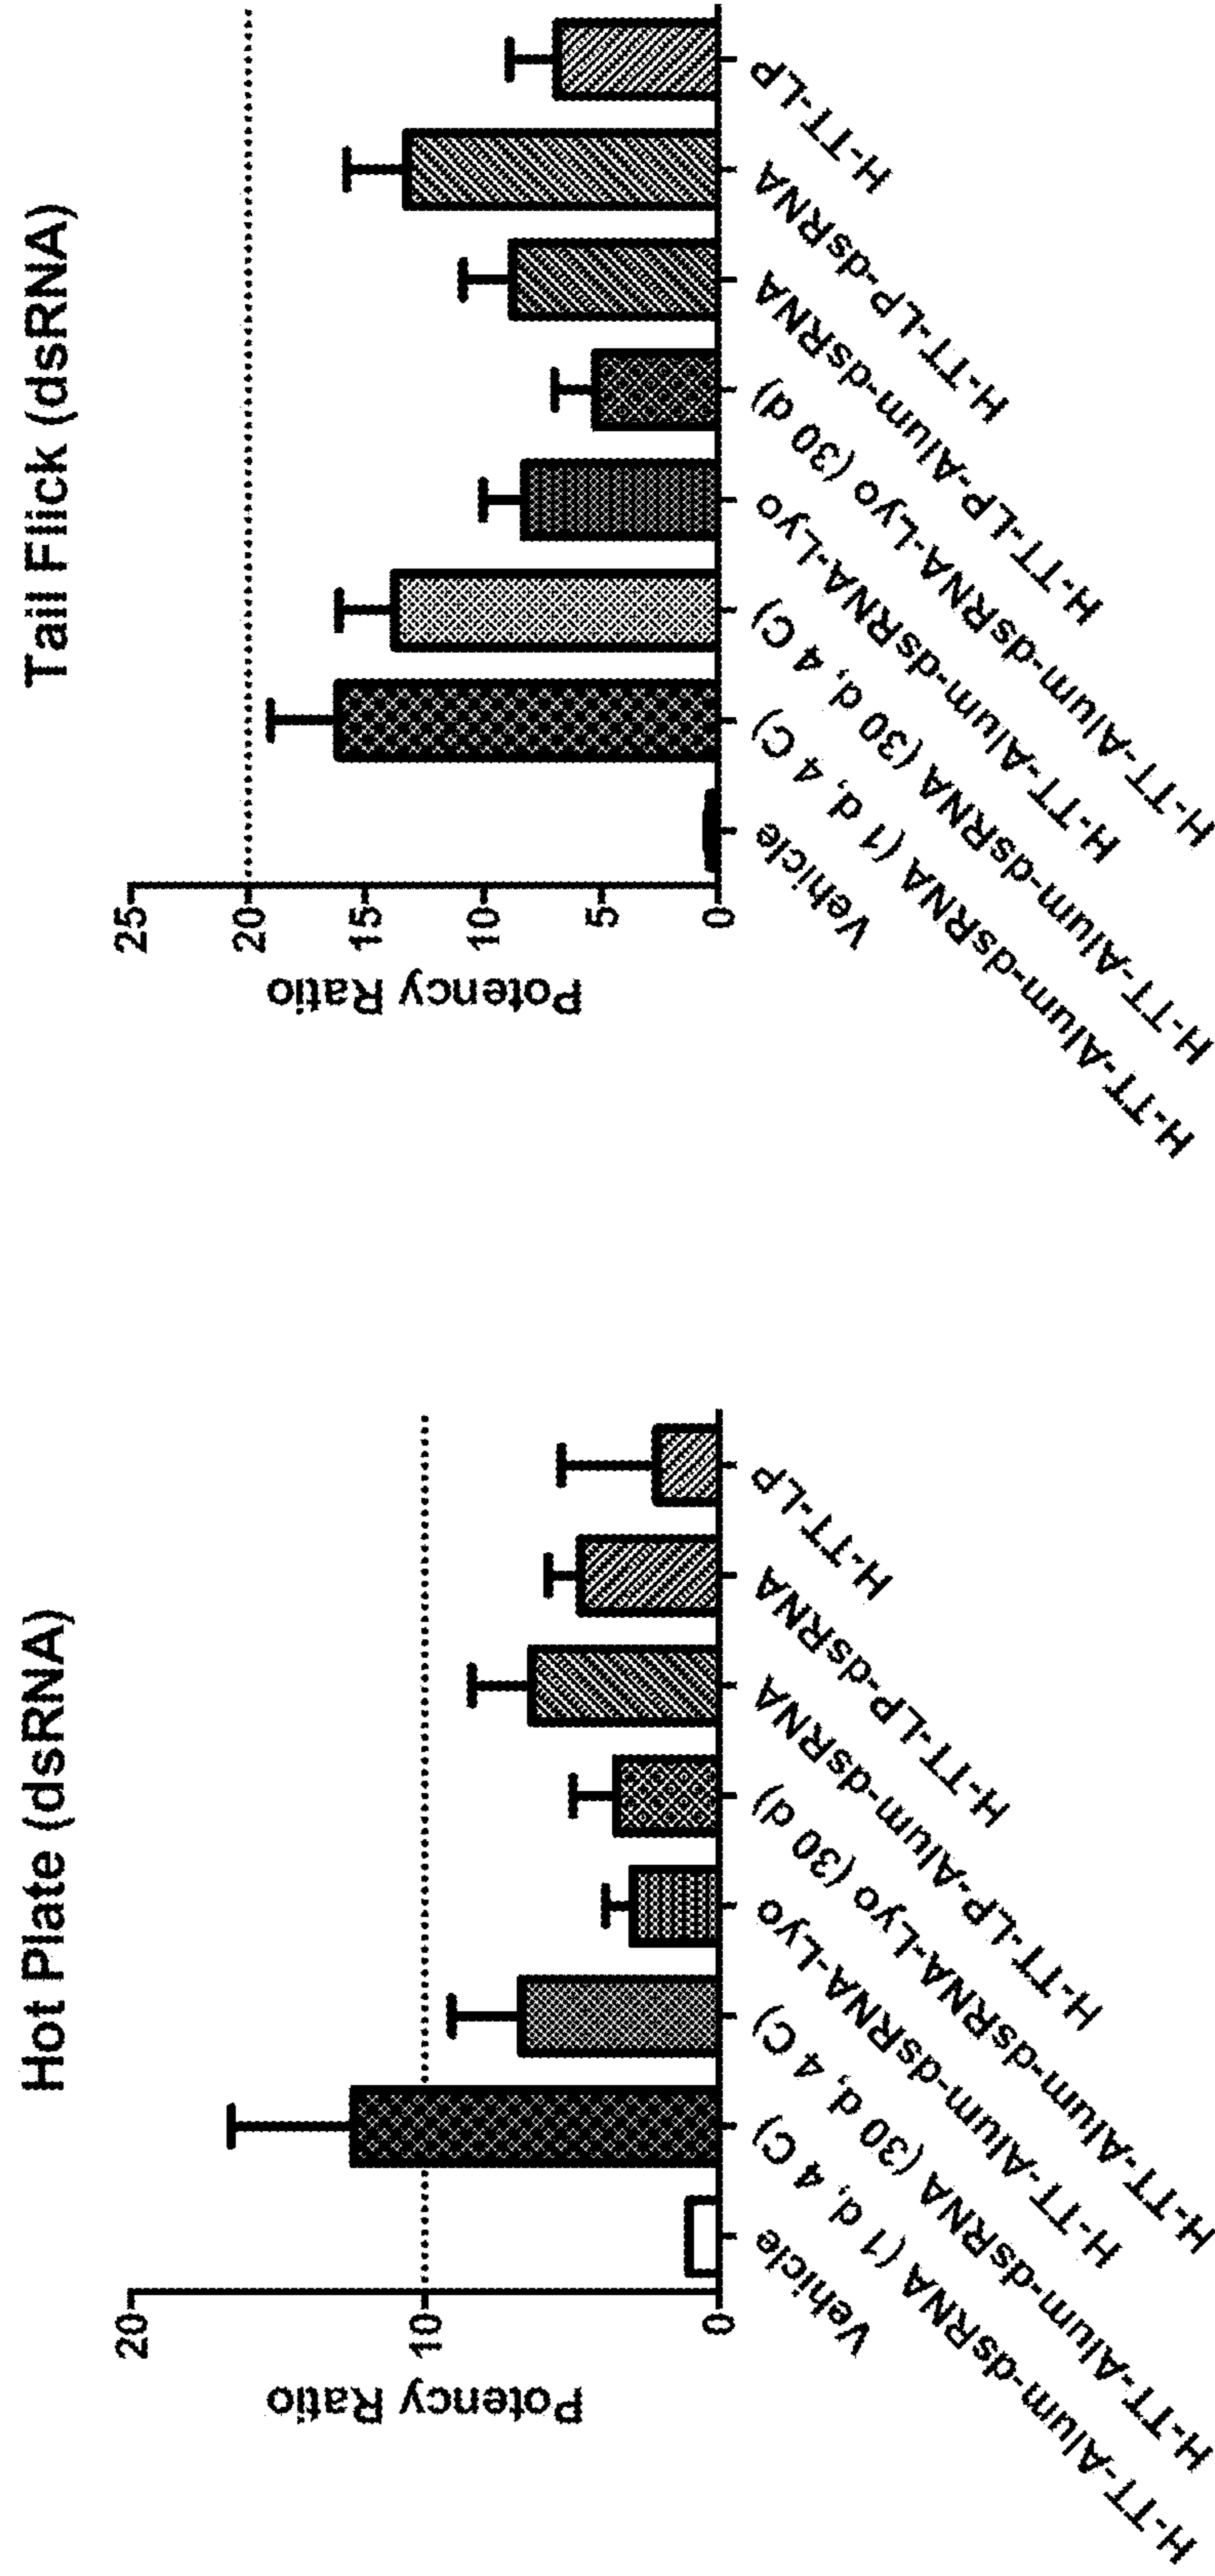 Hot Plate (dsRNA)
Potency Ratio
20
10
0
Vehicle
H-TT-Alum-dsRNA (1 d, 4 C)
H-TT-Alum-dsRNA (30 d, 4 C)
H-TT-Alum-dsRNA-Lyo
H-TT-Alum-dsRNA-Lyo (30 d)
H-TT-LP-Alum-dsRNA
H-TT-LP-dsRNA
H-TT-LP
Tail Flick (dsRNA)
Potency Ratio
25
20
15
10
5
0
Vehicle
H-TT-Alum-dsRNA (1 d, 4 C)
H-TT-Alum-dsRNA (30 d, 4 C)
H-TT-Alum-dsRNA-Lyo
H-TT-Alum-dsRNA-Lyo (30 d)
H-TT-LP-Alum-dsRNA
H-TT-LP-dsRNA
H-TT-LP